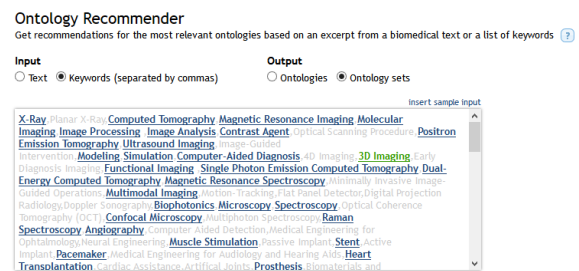 Ontology Recommender
Get recommendations for the most relevant ontologies based on an excerpt from a biomedical text or a list of keywords ?
Input Output
Text Keywords (separated by commas) Ontologies Ontology sets
insert sample input
X-Ray,Planar X-Ray,Computed Tomography,Magnetic Resonance Imaging,Molecular
Imaging,Image Processing ,Image Analysis,Contrast Agent,Optical Scanning Procedure,Positron
Emission Tomography,Ultrasound Imaging,Image-Guided
Intervention,Modeling,Simulation,Computer-Aided Diagnosis,4D Imaging,3D Imaging,Early
Diagnosis Imaging,Functional Imaging ,Single Photon Emission Computed Tomography,Dual-
Energy Computed Tomography,Magnetic Resonance Spectroscopy,Minimally Invasive Image-
Guided Operations,Multimodal Imaging,Motion-Tracking,Flat Panel Detector,Digital Projection
Radiology,Doppler Sonography,Biophotonics,Microscopy,Spectroscopy,Optical Coherence
Tomography (OCT),Confocal Microscopy,Multiphoton Spectroscopy,Raman
Spectroscopy,Angiography,Computer Aided Detection,Medical Engineering for
Ophtalmology,Neural Engineering,Muscle Stimulation,Passive Implant,Stent,Active
Implant,Pacemaker,Medical Engineering for Audiology and Hearing Aids,Heart
Transplantation,Cardiac Assistance,Artifical Joints,Prosthesis,Biomaterials and